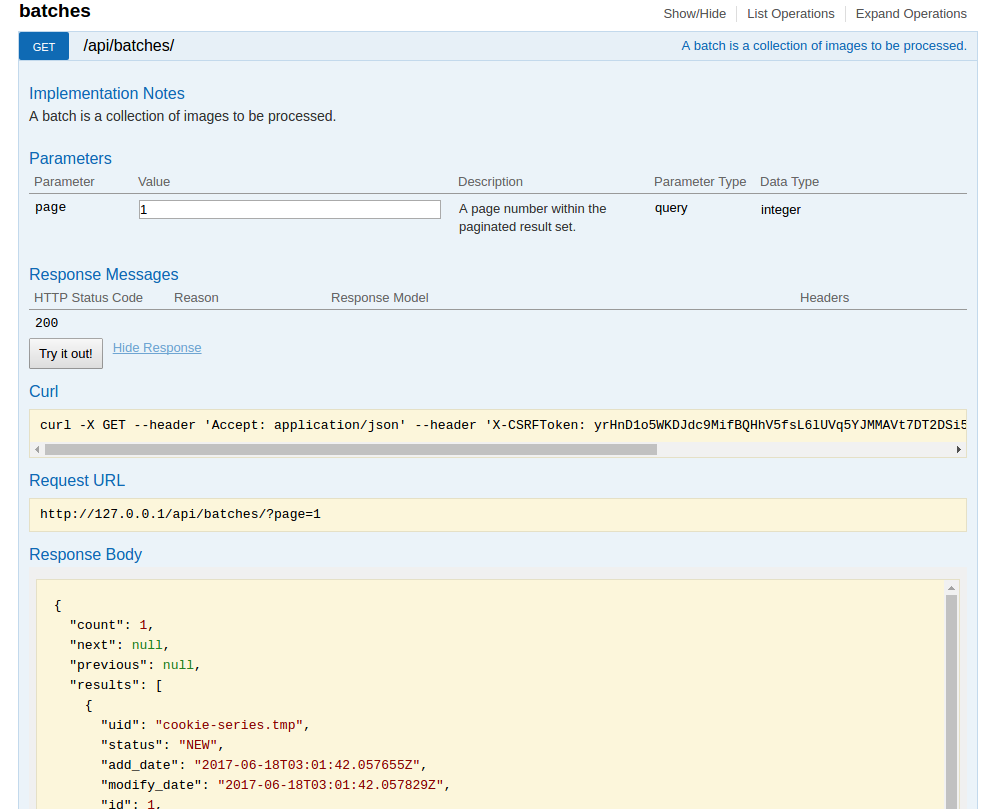 batches
Show/Hide List Operations Expand Operations
GET /api/batches/ A batch is a collection of images to be processed.
Implementation Notes
A batch is a collection of images to be processed.
Parameters
Parameter Value Description Parameter Type Data Type
page 1 A page number within the query integer
paginated result set.
Response Messages
HTTP Status Code Reason Response Model Headers
200
Try it out! Hide Response
Curl
curl -X GET --header 'Accept: application/json' --header 'X-CSRFToken: yrHnD1o5WKDJdc9MifBQHhV5fsL6lUVq5YJMMAVt7DT2DSi5
Request URL
http://127.0.0.1/api/batches/?page=1
Response Body
{
"count": 1,
"next": null,
"previous": null,
"results": [
{
"uid": "cookie-series.tmp",
"status": "NEW",
"add_date": "2017-06-18T03:01:42.057655Z",
"modify_date": "2017-06-18T03:01:42.057829Z",
"id": 1,